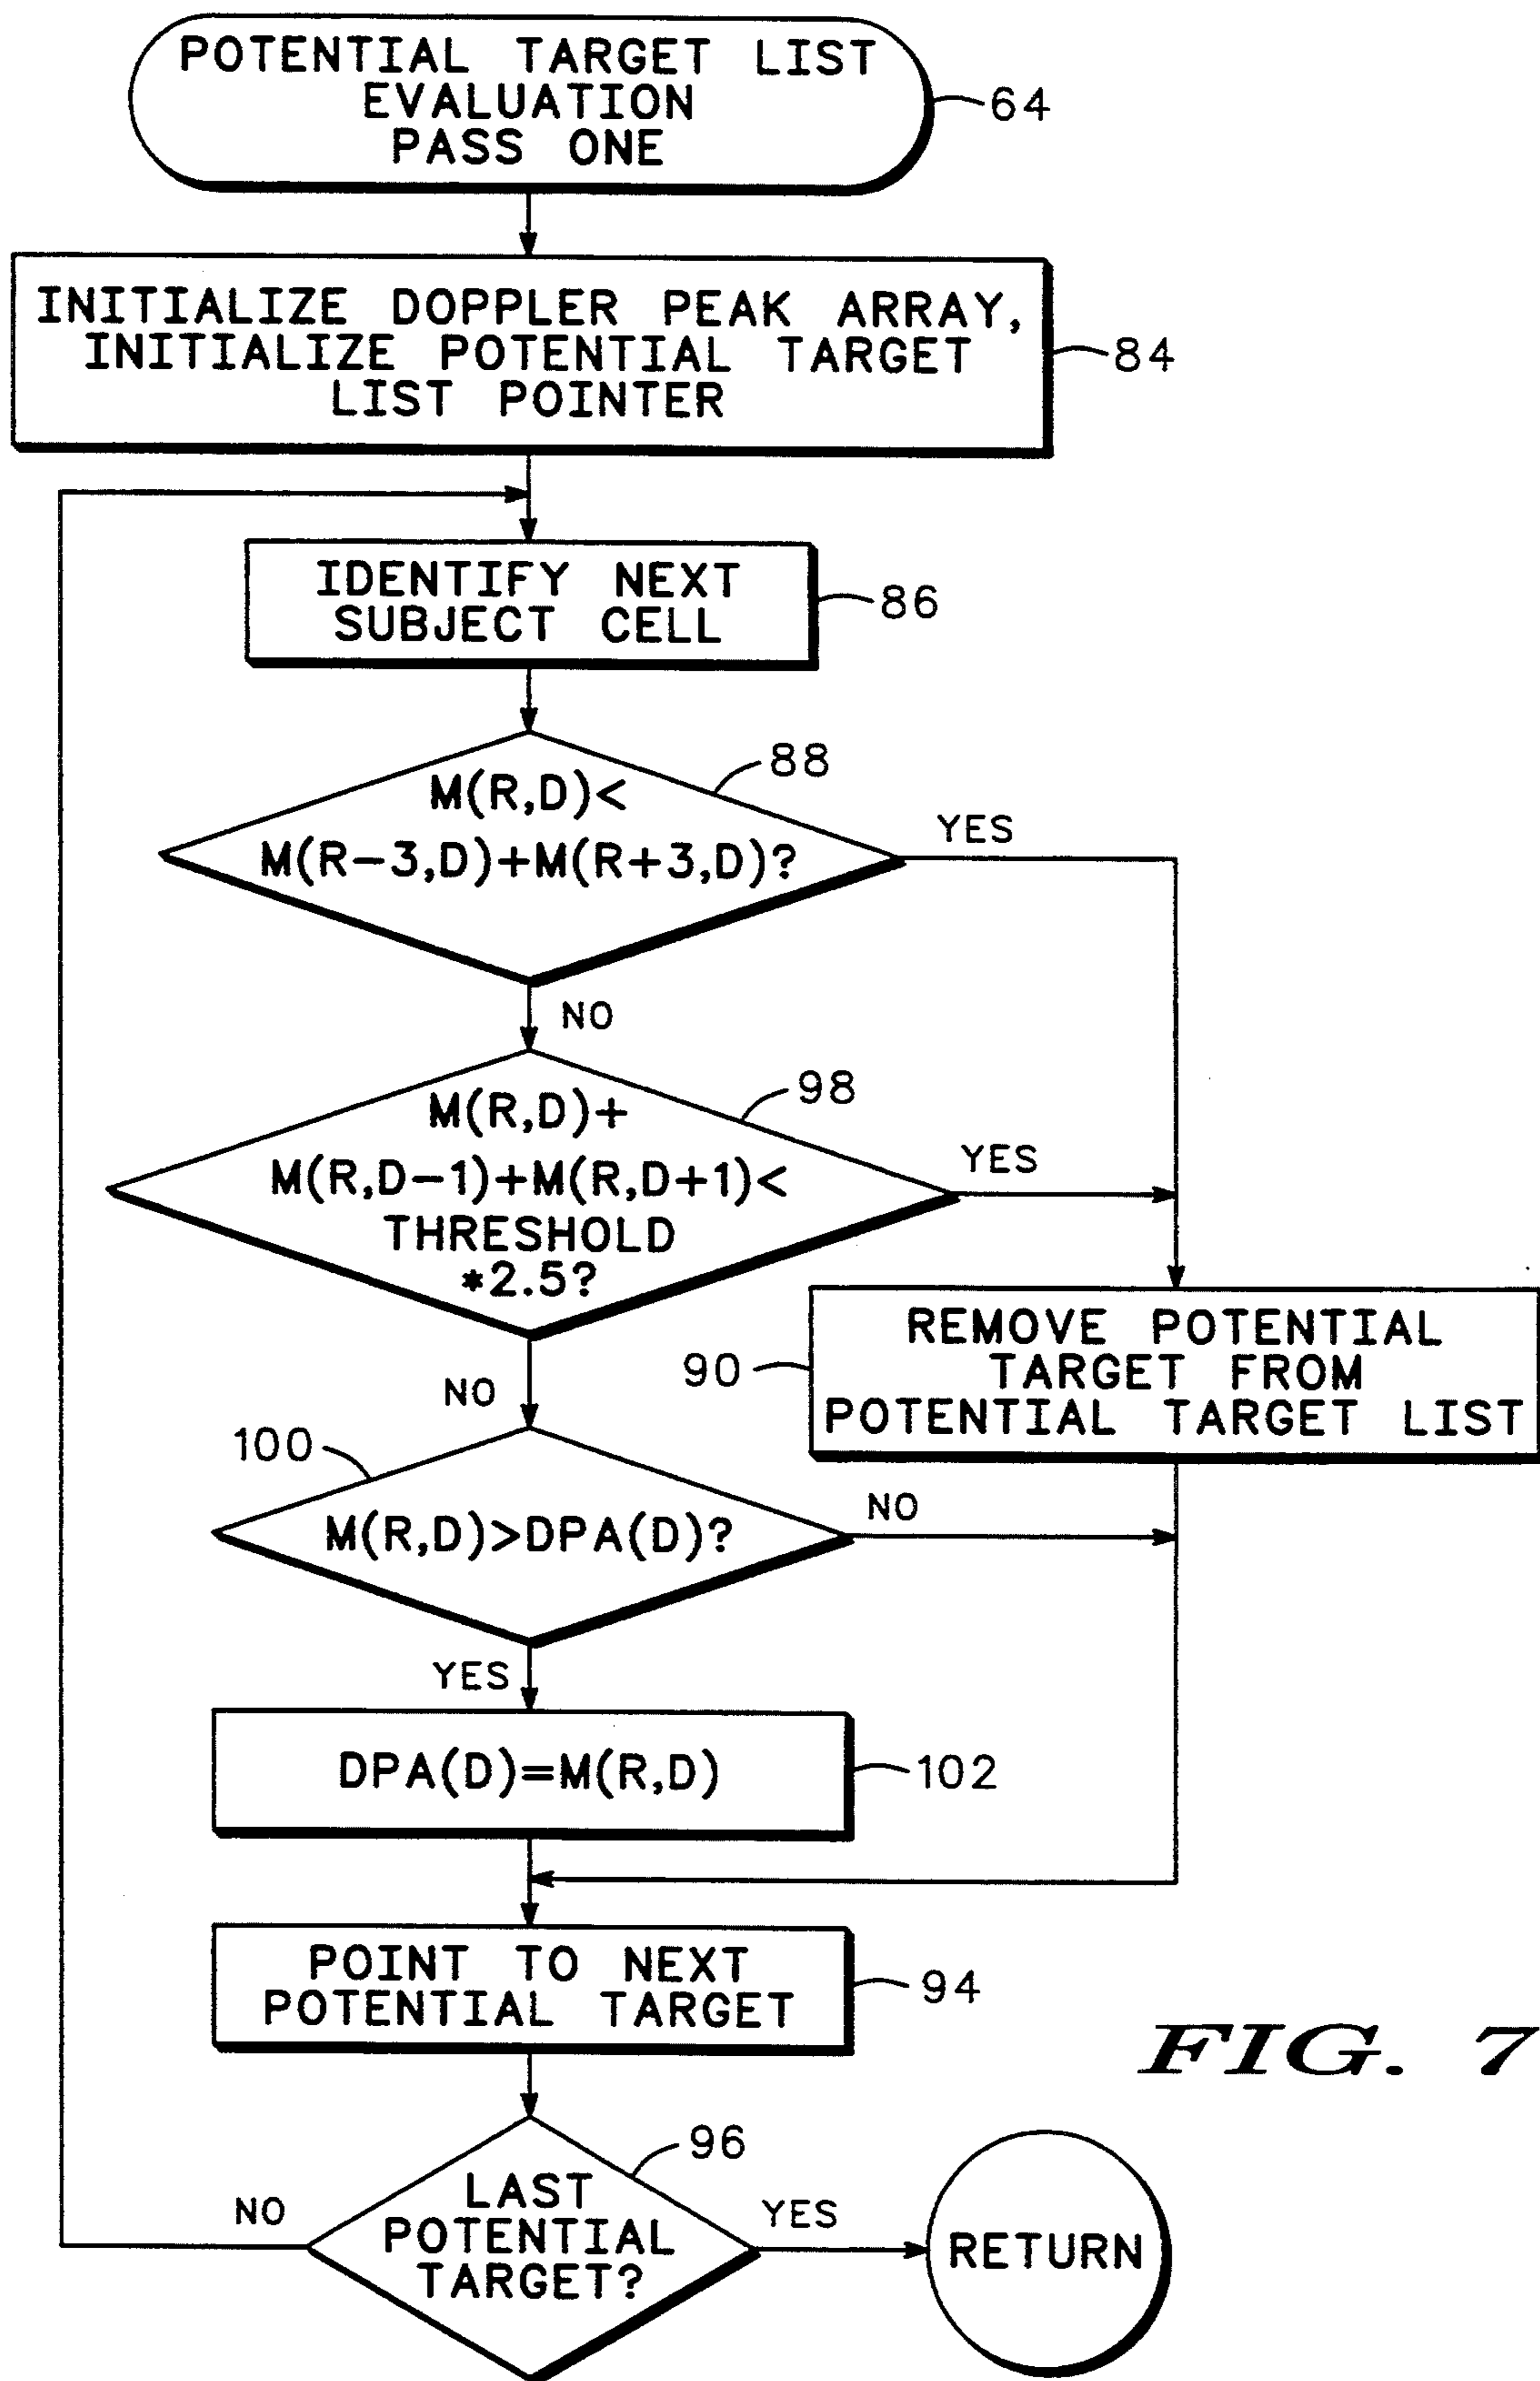 POTENTIAL TARGET LIST
EVALUATION
PASS ONE
64
INITIALIZE DOPPLER PEAK ARRAY,
INITIALIZE POTENTIAL TARGET
LIST POINTER
84
IDENTIFY NEXT
SUBJECT CELL
86
88
M(R,D)<
M(R-3,D)+M(R+3,D)?
YES
NO
98
M(R,D)+
M(R,D-1)+M(R,D+1)<
THRESHOLD
*2.5?
YES
NO
90
REMOVE POTENTIAL
TARGET FROM
POTENTIAL TARGET LIST
100
M(R,D)>DPA(D)?
NO
YES
DPA(D)=M(R,D)
102
POINT TO NEXT
POTENTIAL TARGET
94
96
LAST
POTENTIAL
TARGET?
NO
YES
RETURN
FIG. 7